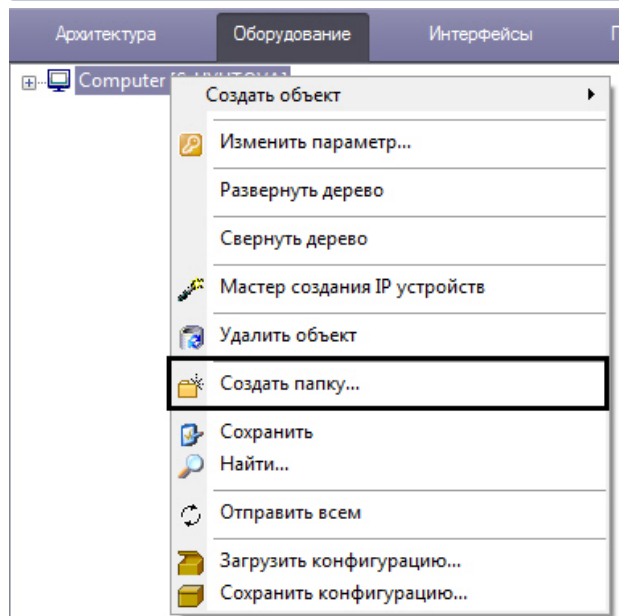 Архитектура Оборудование Интерфейсы
Computer
Создать объект
Изменить параметр...
Развернуть дерево
Свернуть дерево
Мастер создания IP устройств
Удалить объект
Создать папку...
Сохранить
Найти...
Отправить всем
Загрузить конфигурацию...
Сохранить конфигурацию...